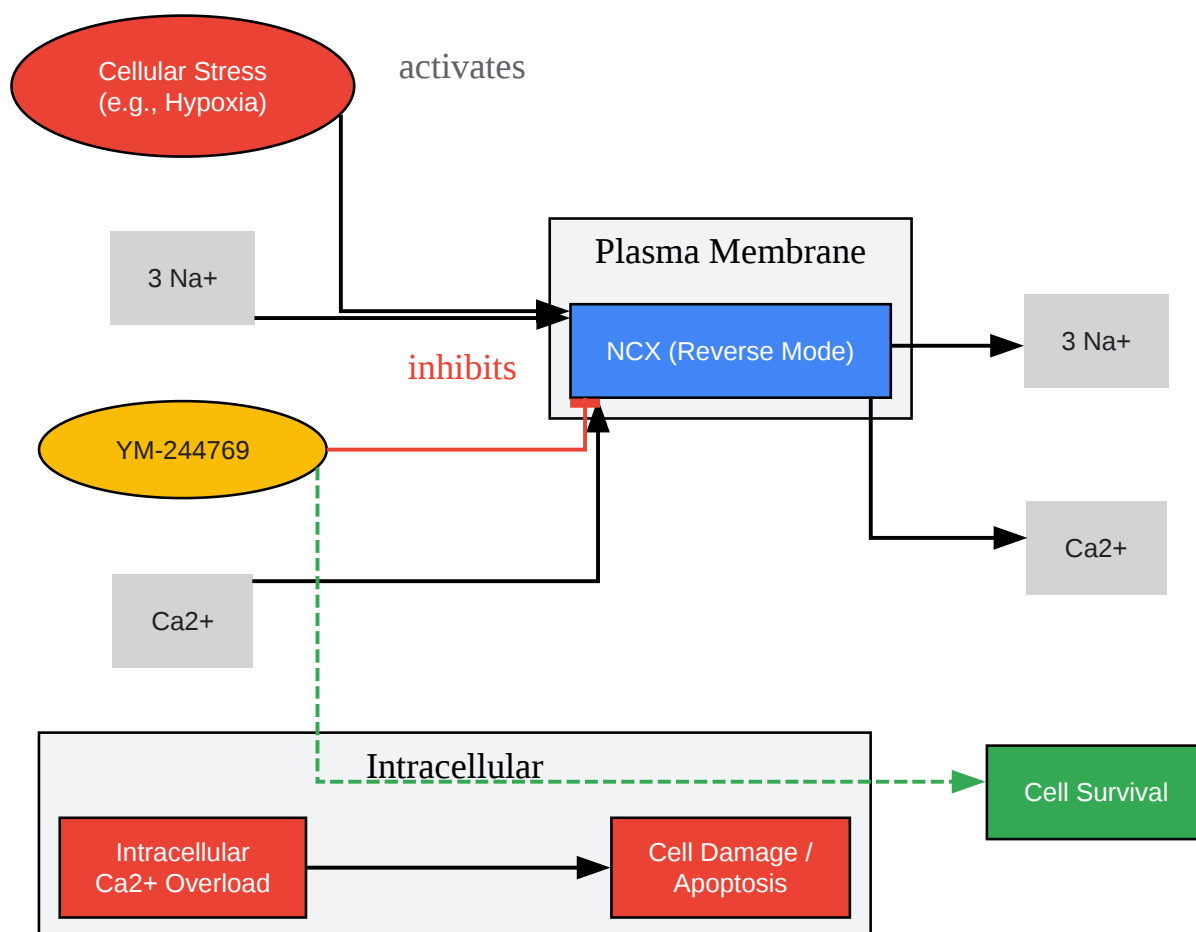 Cellular Stress
(e.g., Hypoxia)
activates
Plasma Membrane
3 Na+
NCX (Reverse Mode)
3 Na+
inhibits
YM-244769
Ca2+
Ca2+
Intracellular
Cell Survival
Intracellular
Ca2+ Overload
Cell Damage /
Apoptosis